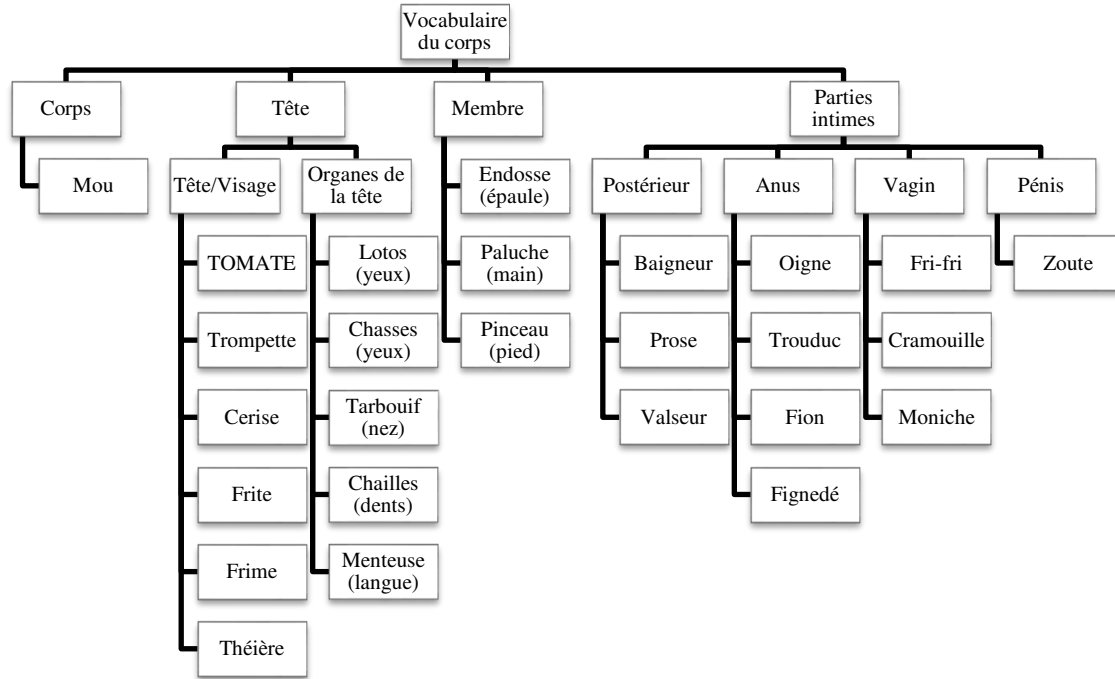 Vocabulaire
du corps
Corps
Tête
Membre
Parties
intimes
Mou
Tête/Visage
Organes de
la tête
Endosse
(épaule)
Postérieur
Anus
Vagin
Pénis
TOMATE
Lotos
(yeux)
Paluche
(main)
Baigneur
Oigne
Fri-fri
Zoute
Trompette
Chasses
(yeux)
Pinceau
(pied)
Prose
Trouduc
Cramouille
Cerise
Tarbouif
(nez)
Valseur
Fion
Moniche
Frite
Chailles
(dents)
Fignedé
Frime
Menteuse
(langue)
Théière